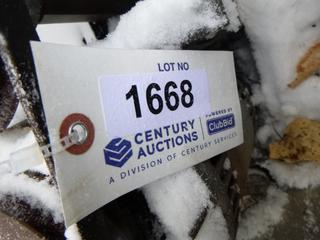 LOT NO
1668
CENTURY AUCTIONS
POWERED BY
ClubBid
A DIVISION OF CENTURY SERVICES